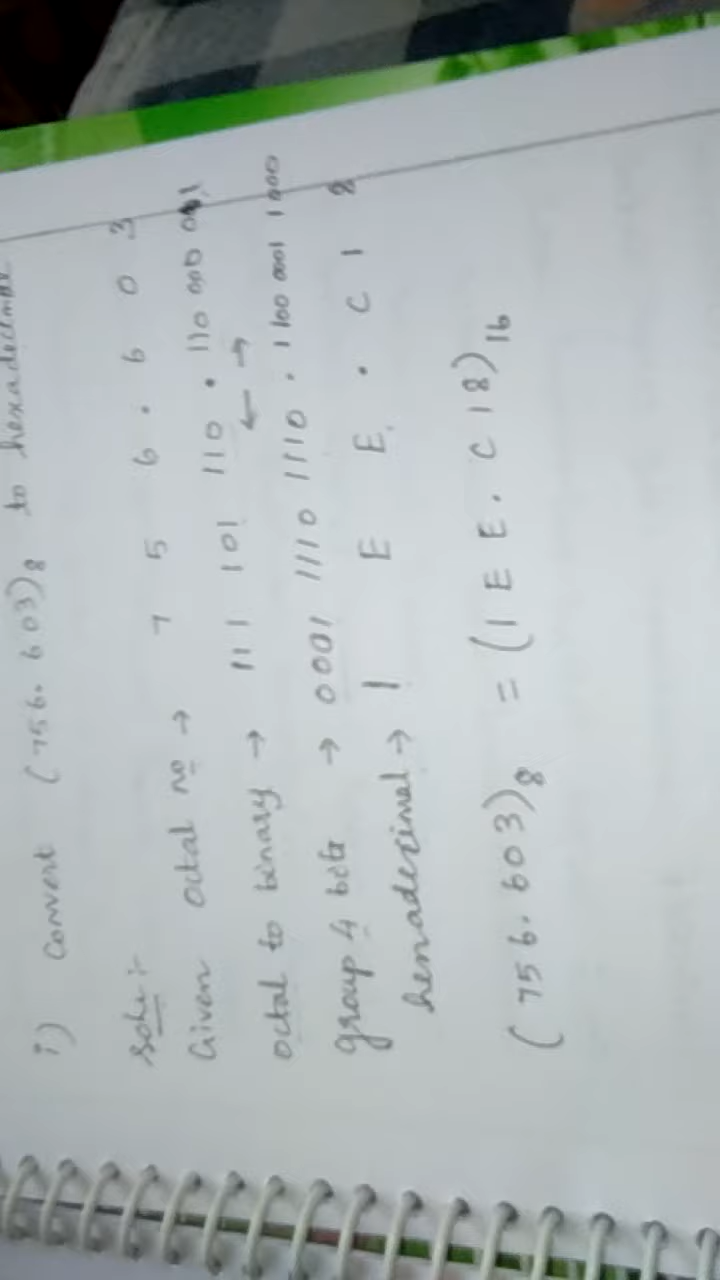 i) Convert (756.603)8 to hexadecimal
Soln:-
Given octal no → 7 5 6 . 6 0 3
octal to binary → 111 101 110 . 110 000 011
group 4 bits → 0001 1110 1110 . 1100 0001 1000
hexadecimal → 1 E E . C 1 8
(756.603)8 = (1EE.C18)16